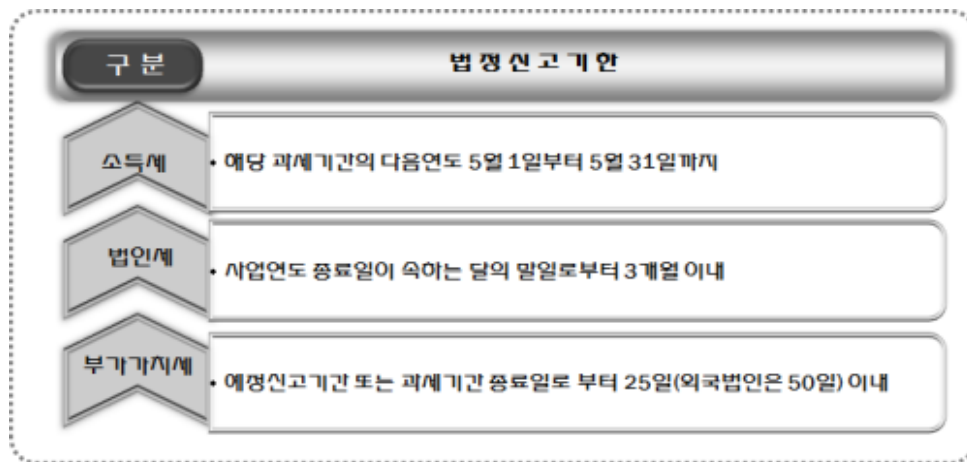 구 분 법 정 신 고 기 한
소득세 • 해당 과세기간의 다음연도 5월 1일부터 5월 31일까지
법인세 • 사업연도 종료일이 속하는 달의 말일로부터 3개월 이내
부가가치세 • 예정신고기간 또는 과세기간 종료일로 부터 25일(외국법인은 50일) 이내